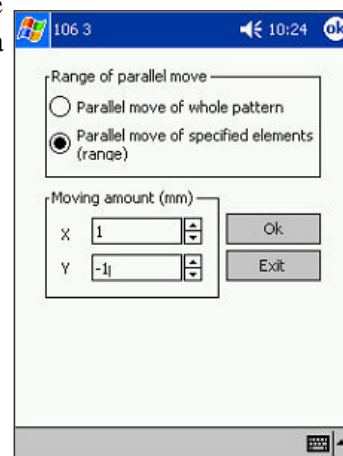 106 3 10:24 ok
Range of parallel move
Parallel move of whole pattern
Parallel move of specified elements
(range)
Moving amount (mm)
X 1 Ok
Y -1 Exit